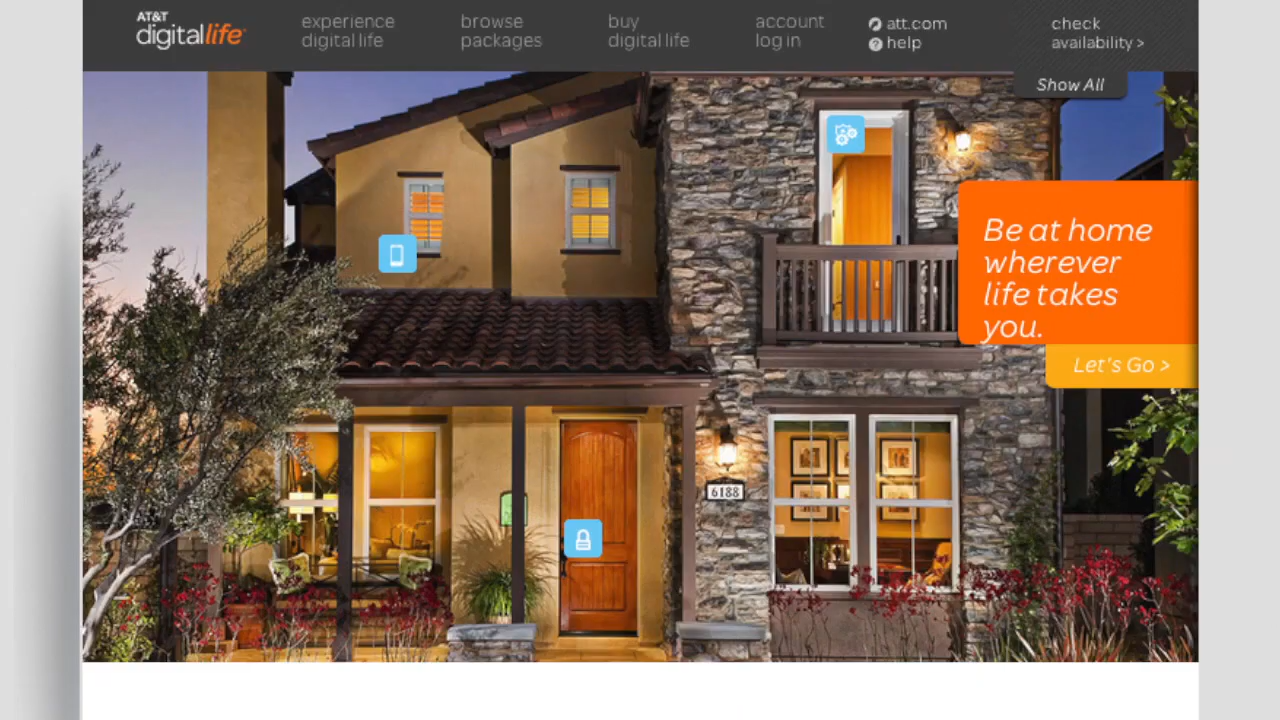 AT&T
digitallife
experience
digital life
browse
packages
buy
digital life
account
log in
att.com
help
check
availability >
Show All
Be at home
wherever
life takes
you.
Let's Go >
6188